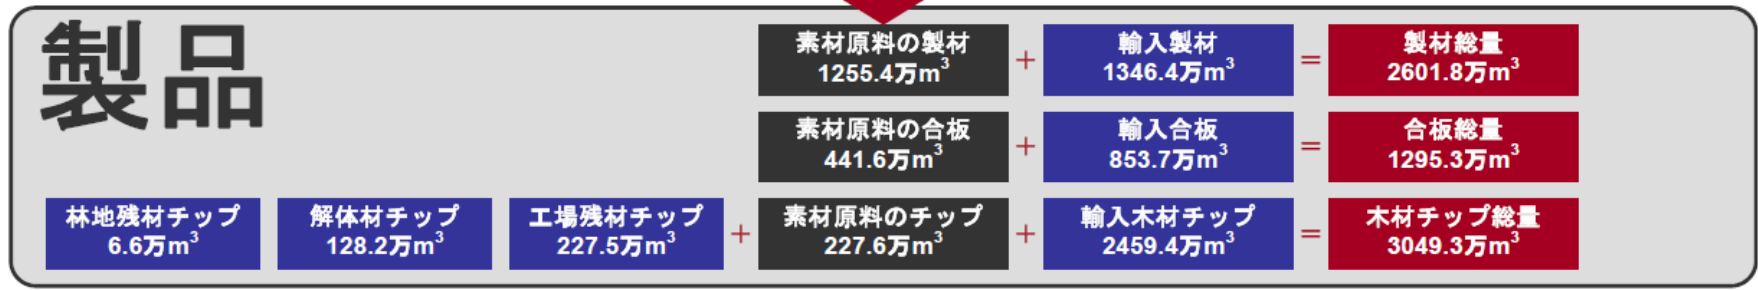 製品
素材原料の製材
1255.4万m³
+
輸入製材
1346.4万m³
=
製材総量
2601.8万m³
素材原料の合板
441.6万m³
+
輸入合板
853.7万m³
=
合板総量
1295.3万m³
林地残材チップ
6.6万m³
解体材チップ
128.2万m³
工場残材チップ
227.5万m³
+
素材原料のチップ
227.6万m³
+
輸入木材チップ
2459.4万m³
=
木材チップ総量
3049.3万m³